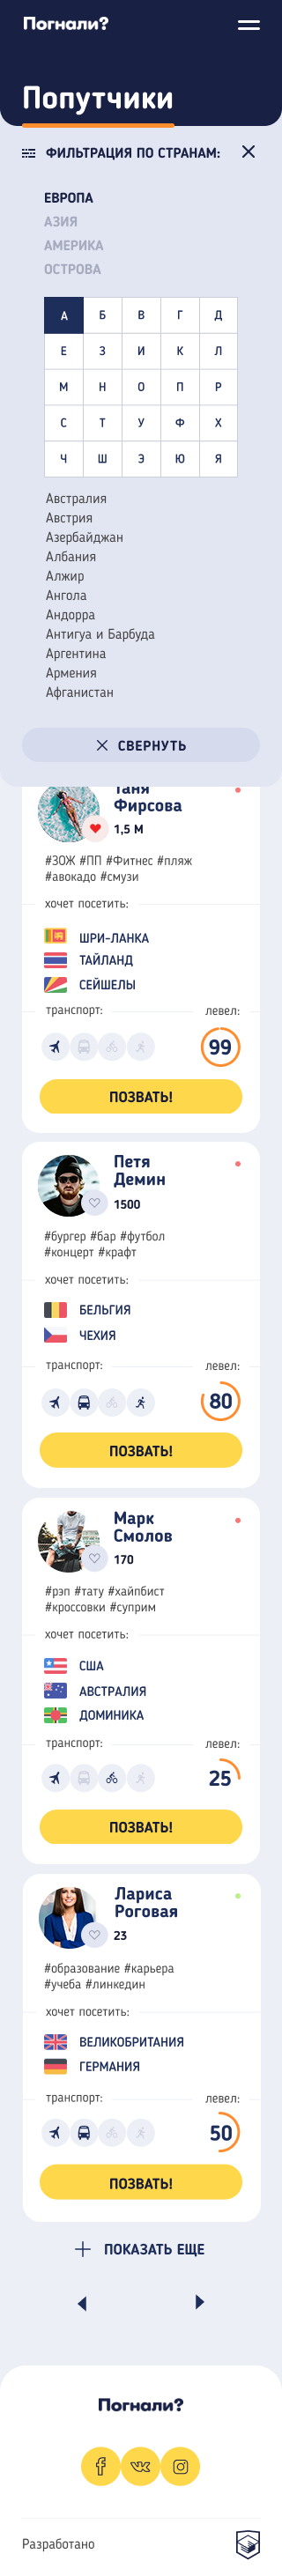 Погнали?
Попутчики
ФИЛЬТРАЦИЯ ПО СТРАНАМ:
ЕВРОПА
АЗИЯ
АМЕРИКА
ОСТРОВА
А Б В Г Д
Е З И К Л
М Н О П Р
С Т У Ф Х
Ч Ш Э Ю Я
Австралия
Австрия
Азербайджан
Албания
Алжир
Ангола
Андорра
Антигуа и Барбуда
Аргентина
Армения
Афганистан
СВЕРНУТЬ
Таня
Фирсова
1,5 М
#ЗОЖ #ПП #Фитнес #пляж
#авокадо #смузи
хочет посетить:
ШРИ-ЛАНКА
ТАЙЛАНД
СЕЙШЕЛЫ
транспорт: левел:
99
ПОЗВАТЬ!
Петя
Демин
1500
#бургер #бар #футбол
#концерт #крафт
хочет посетить:
БЕЛЬГИЯ
ЧЕХИЯ
транспорт: левел:
80
ПОЗВАТЬ!
Марк
Смолов
170
#рэп #тату #хайпбист
#кроссовки #суприм
хочет посетить:
США
АВСТРАЛИЯ
ДОМИНИКА
транспорт: левел:
25
ПОЗВАТЬ!
Лариса
Роговая
23
#образование #карьера
#учеба #линкедин
хочет посетить:
ВЕЛИКОБРИТАНИЯ
ГЕРМАНИЯ
транспорт: левел:
50
ПОЗВАТЬ!
ПОКАЗАТЬ ЕЩЕ
Погнали?
Разработано